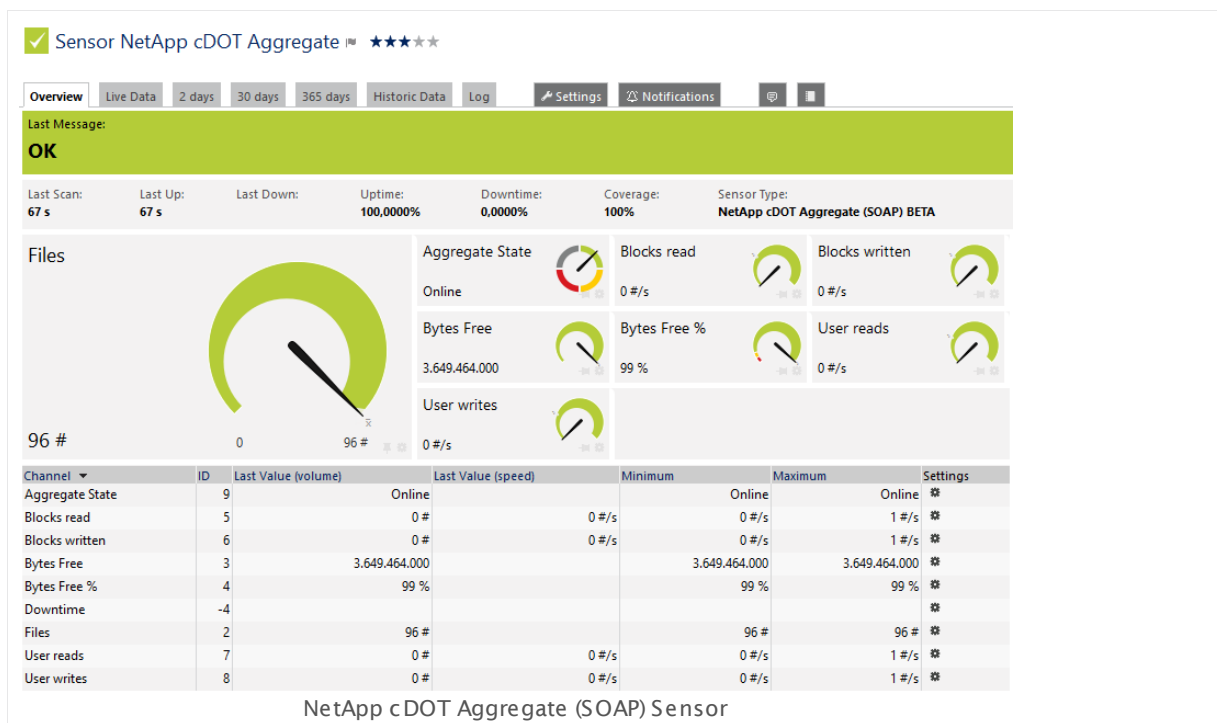 Sensor NetApp cDOT Aggregate
Overview Live Data 2 days 30 days 365 days Historic Data Log Settings Notifications
Last Message:
OK
Last Scan: Last Up: Last Down: Uptime: Downtime: Coverage: Sensor Type:
67 s 67 s 100,0000% 0,0000% 100% NetApp cDOT Aggregate (SOAP) BETA
Files
96 #
0 96 #
Aggregate State
Online
Blocks read
0 #/s
Blocks written
0 #/s
Bytes Free
3.649.464.000
Bytes Free %
99 %
User reads
0 #/s
User writes
0 #/s
Channel ID Last Value (volume) Last Value (speed) Minimum Maximum Settings
Aggregate State 9 Online Online Online
Blocks read 5 0 # 0 #/s 0 #/s 1 #/s
Blocks written 6 0 # 0 #/s 0 #/s 1 #/s
Bytes Free 3 3.649.464.000 3.649.464.000 3.649.464.000
Bytes Free % 4 99 % 99 % 99 %
Downtime -4
Files 2 96 # 96 # 96 #
User reads 7 0 # 0 #/s 0 #/s 1 #/s
User writes 8 0 # 0 #/s 0 #/s 1 #/s
NetApp cDOT Aggregate (SOAP) Sensor